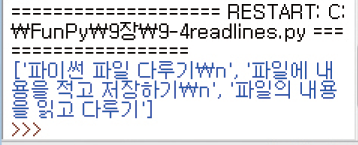 ==================== RESTART: C:
₩FunPy₩9장₩9-4readlines.py ===
=================
['파이썬 파일 다루기₩n', '파일에 내
용을 적고 저장하기₩n', '파일의 내용
을 읽고 다루기']
>>>